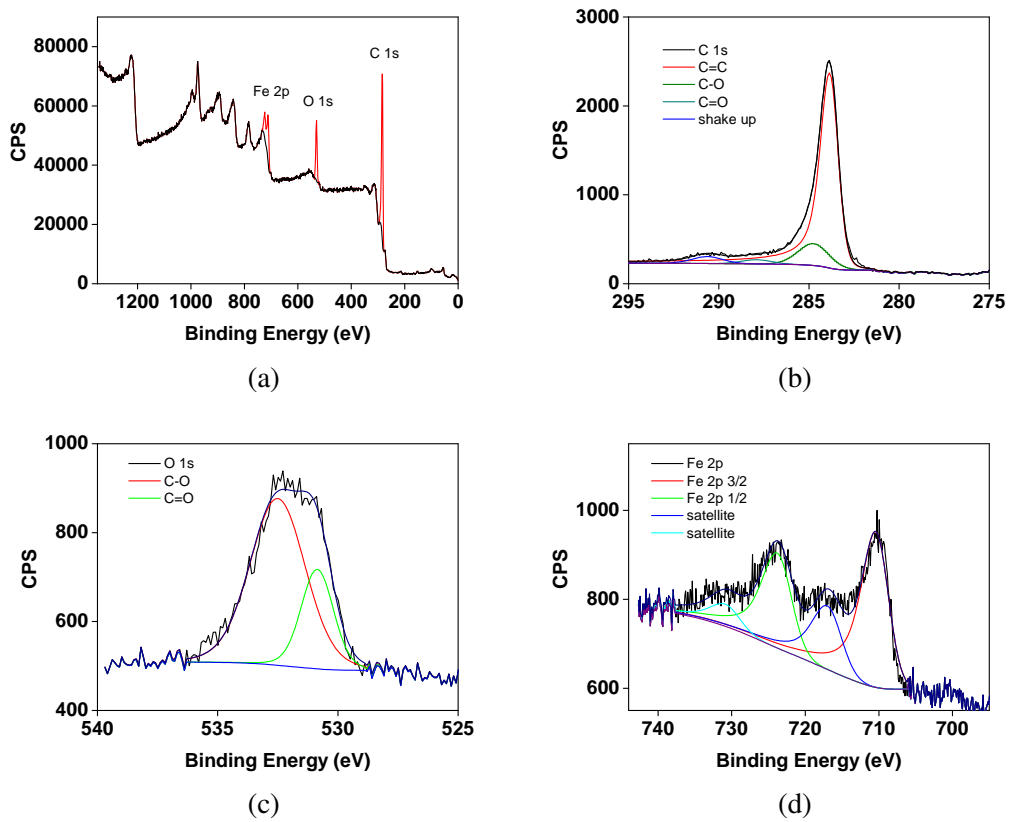 C 1s
Fe 2p
O 1s
80000
60000
40000
20000
0
CPS
1200 1000 800 600 400 200 0
Binding Energy (eV)
(a)
3000
2000
1000
0
CPS
C 1s
C=C
C-O
C=O
shake up
295 290 285 280 275
Binding Energy (eV)
(b)
1000
800
600
400
CPS
O 1s
C-O
C=O
540 535 530 525
Binding Energy (eV)
(c)
1000
800
600
CPS
Fe 2p
Fe 2p 3/2
Fe 2p 1/2
satellite
satellite
740 730 720 710 700
Binding Energy (eV)
(d)